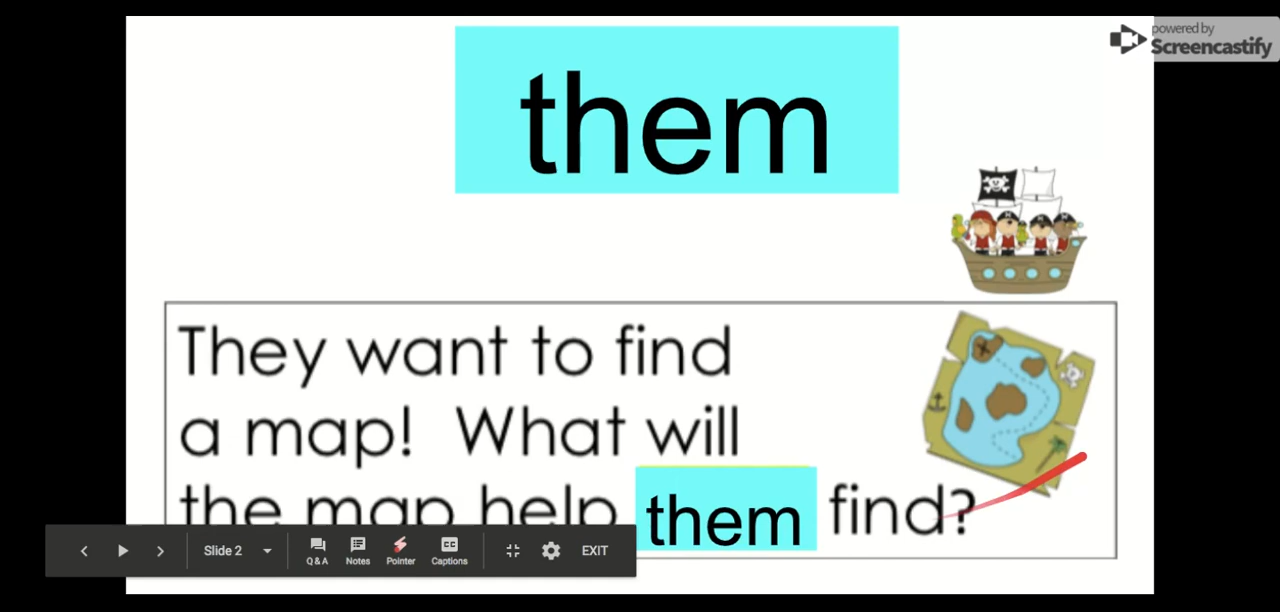 powered by
Screencastify
them
They want to find
a map! What will
the map help them find?
Slide 2
Q & A
Notes
Pointer
CC
Captions
EXIT